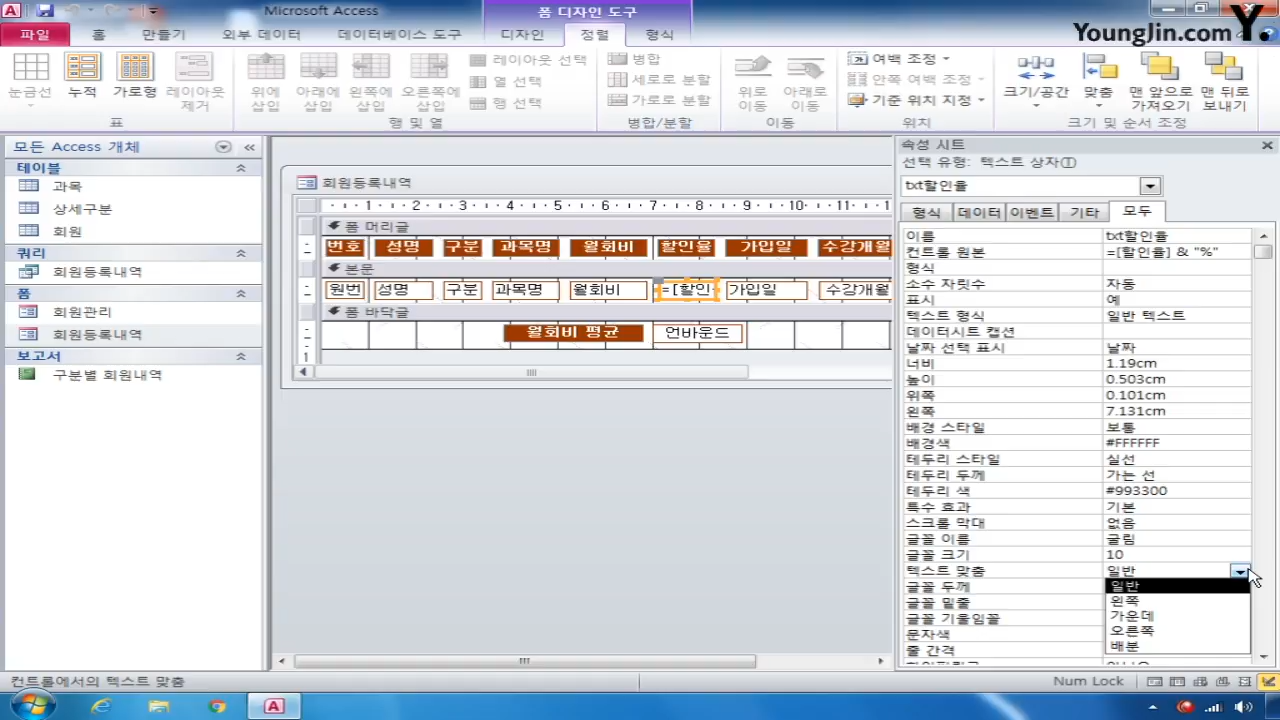 Microsoft Access
폼 디자인 도구
YoungJin.com Y.
파일 홈 만들기 외부 데이터 데이터베이스 도구 디자인 정렬 형식
눈금선 누적 가로형 레이아웃 제거
위에 삽입 아래에 삽입 왼쪽에 삽입 오른쪽에 삽입
레이아웃 선택
열 선택
행 선택
병합
세로로 분할
가로로 분할
위로 이동 아래로 이동
여백 조정
안쪽 여백 조정
기준 위치 지정
크기/공간 맞춤 맨 앞으로 가져오기 맨 뒤로 보내기
표 행 및 열 병합/분할 이동 위치 크기 및 순서 조정
모든 Access 개체
테이블
과목
상세구분
회원
쿼리
회원등록내역
폼
회원관리
회원등록내역
보고서
구분별 회원내역
회원등록내역
1 2 3 4 5 6 7 8 9 10 11
폼 머리글
번호 성명 구분 과목명 월회비 할인율 가입일 수강개월
본문
원번 성명 구분 과목명 월회비 =[할인 가입일 수강개월
폼 바닥글
월회비 평균 언바운드
1
속성 시트
선택 유형: 텍스트 상자(I)
txt할인율
형식 데이터 이벤트 기타 모두
이름 txt할인율
컨트롤 원본 =[할인율] & "%"
형식
소수 자릿수 자동
표시 예
텍스트 형식 일반 텍스트
데이터시트 캡션
날짜 선택 표시 날짜
너비 1.19cm
높이 0.503cm
위쪽 0.101cm
왼쪽 7.131cm
배경 스타일 보통
배경색 #FFFFFF
테두리 스타일 실선
테두리 두께 가는 선
테두리 색 #993300
특수 효과 기본
스크롤 막대 없음
글꼴 이름 굴림
글꼴 크기 10
텍스트 맞춤 일반
글꼴 두께 일반
글꼴 밑줄 왼쪽
글꼴 기울임꼴 가운데
문자색 오른쪽
줄 간격 배분
컨트롤에서의 텍스트 맞춤
Num Lock